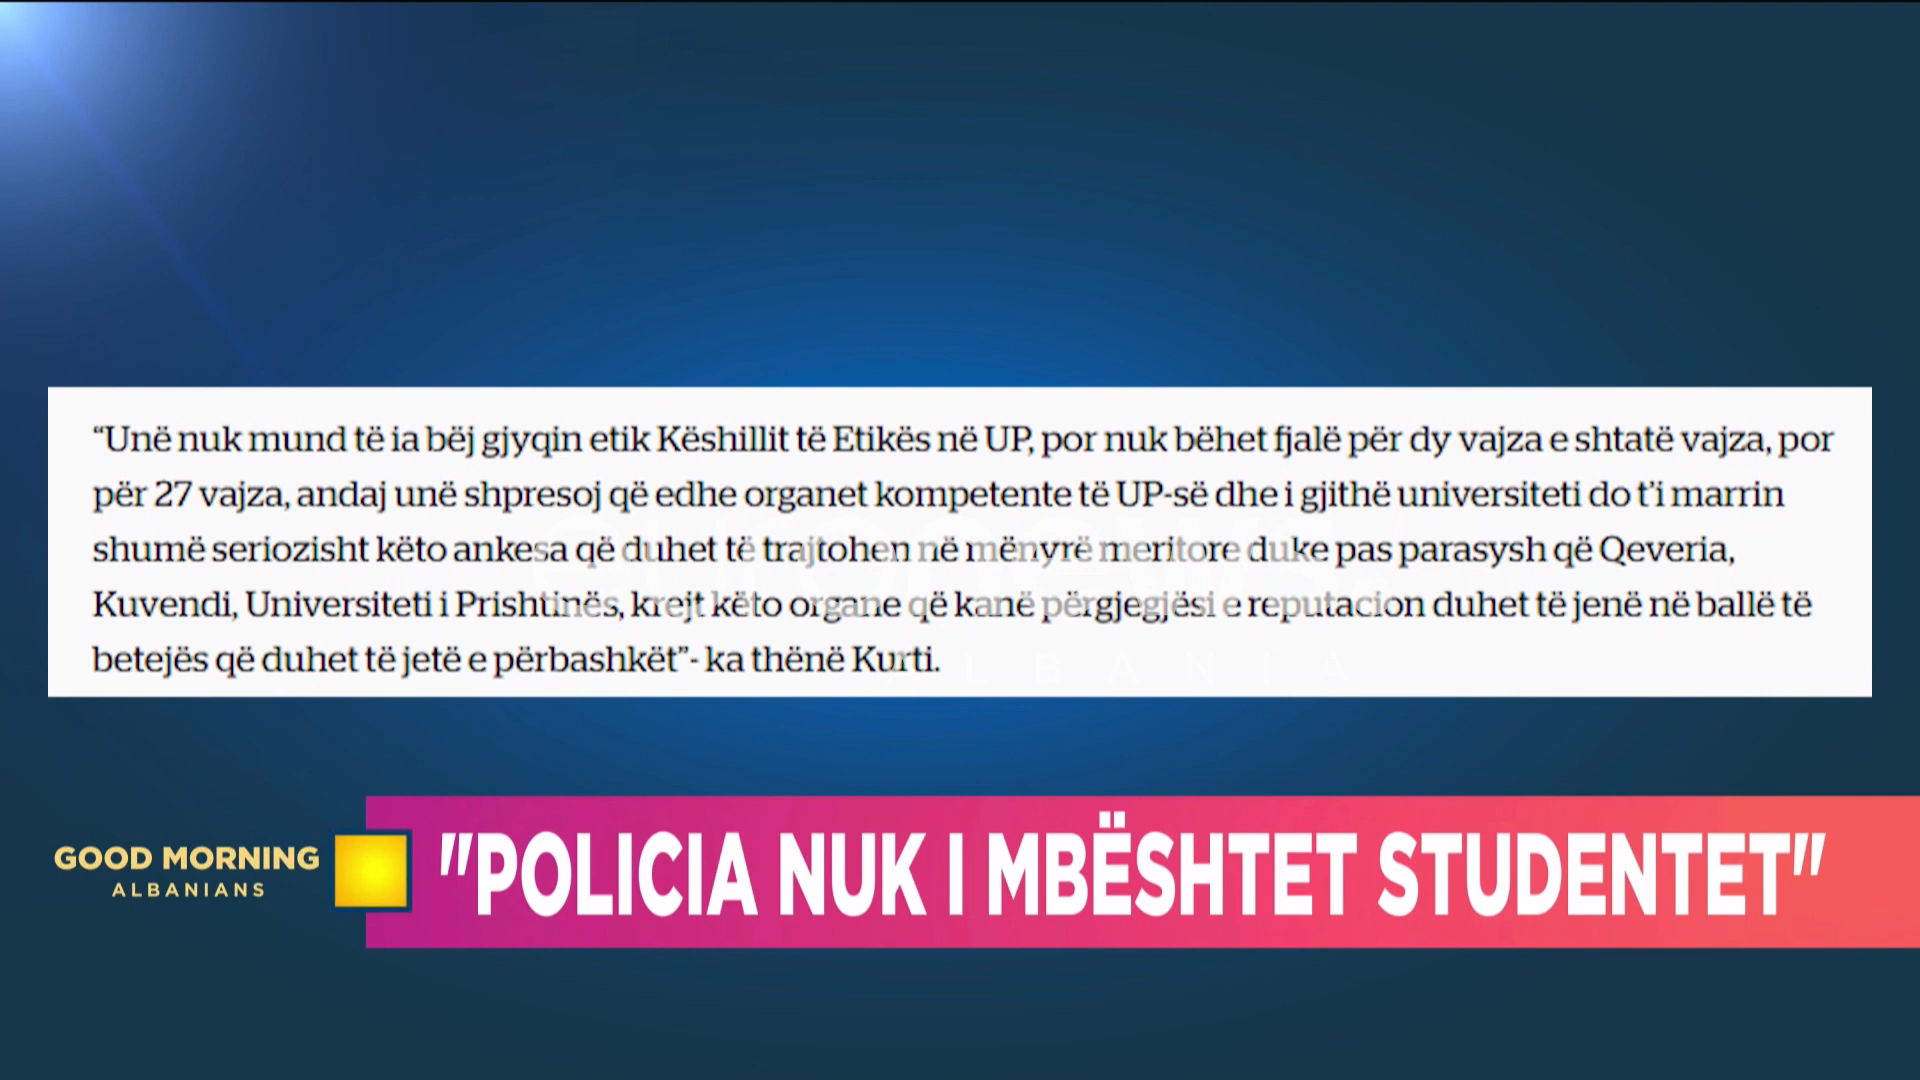 “Unë nuk mund të ia bëj gjyqin etik Këshillit të Etikës në UP, por nuk bëhet fjalë për dy vajza e shtatë vajza, por
për 27 vajza, andaj unë shpresoj që edhe organet kompetente të UP-së dhe i gjithë universiteti do t’i marrin
shumë seriozisht këto ankesa që duhet të trajtohen në mënyrë meritore duke pas parasysh që Qeveria,
Kuvendi, Universiteti i Prishtinës, krejt këto organe që kanë përgjegjësi e reputacion duhet të jenë në ballë të
betejës që duhet të jetë e përbashkët”- ka thënë Kurti.
euronews.
ALBANIA
GOOD MORNING
ALBANIANS
"POLICIA NUK I MBËSHTET STUDENTET"